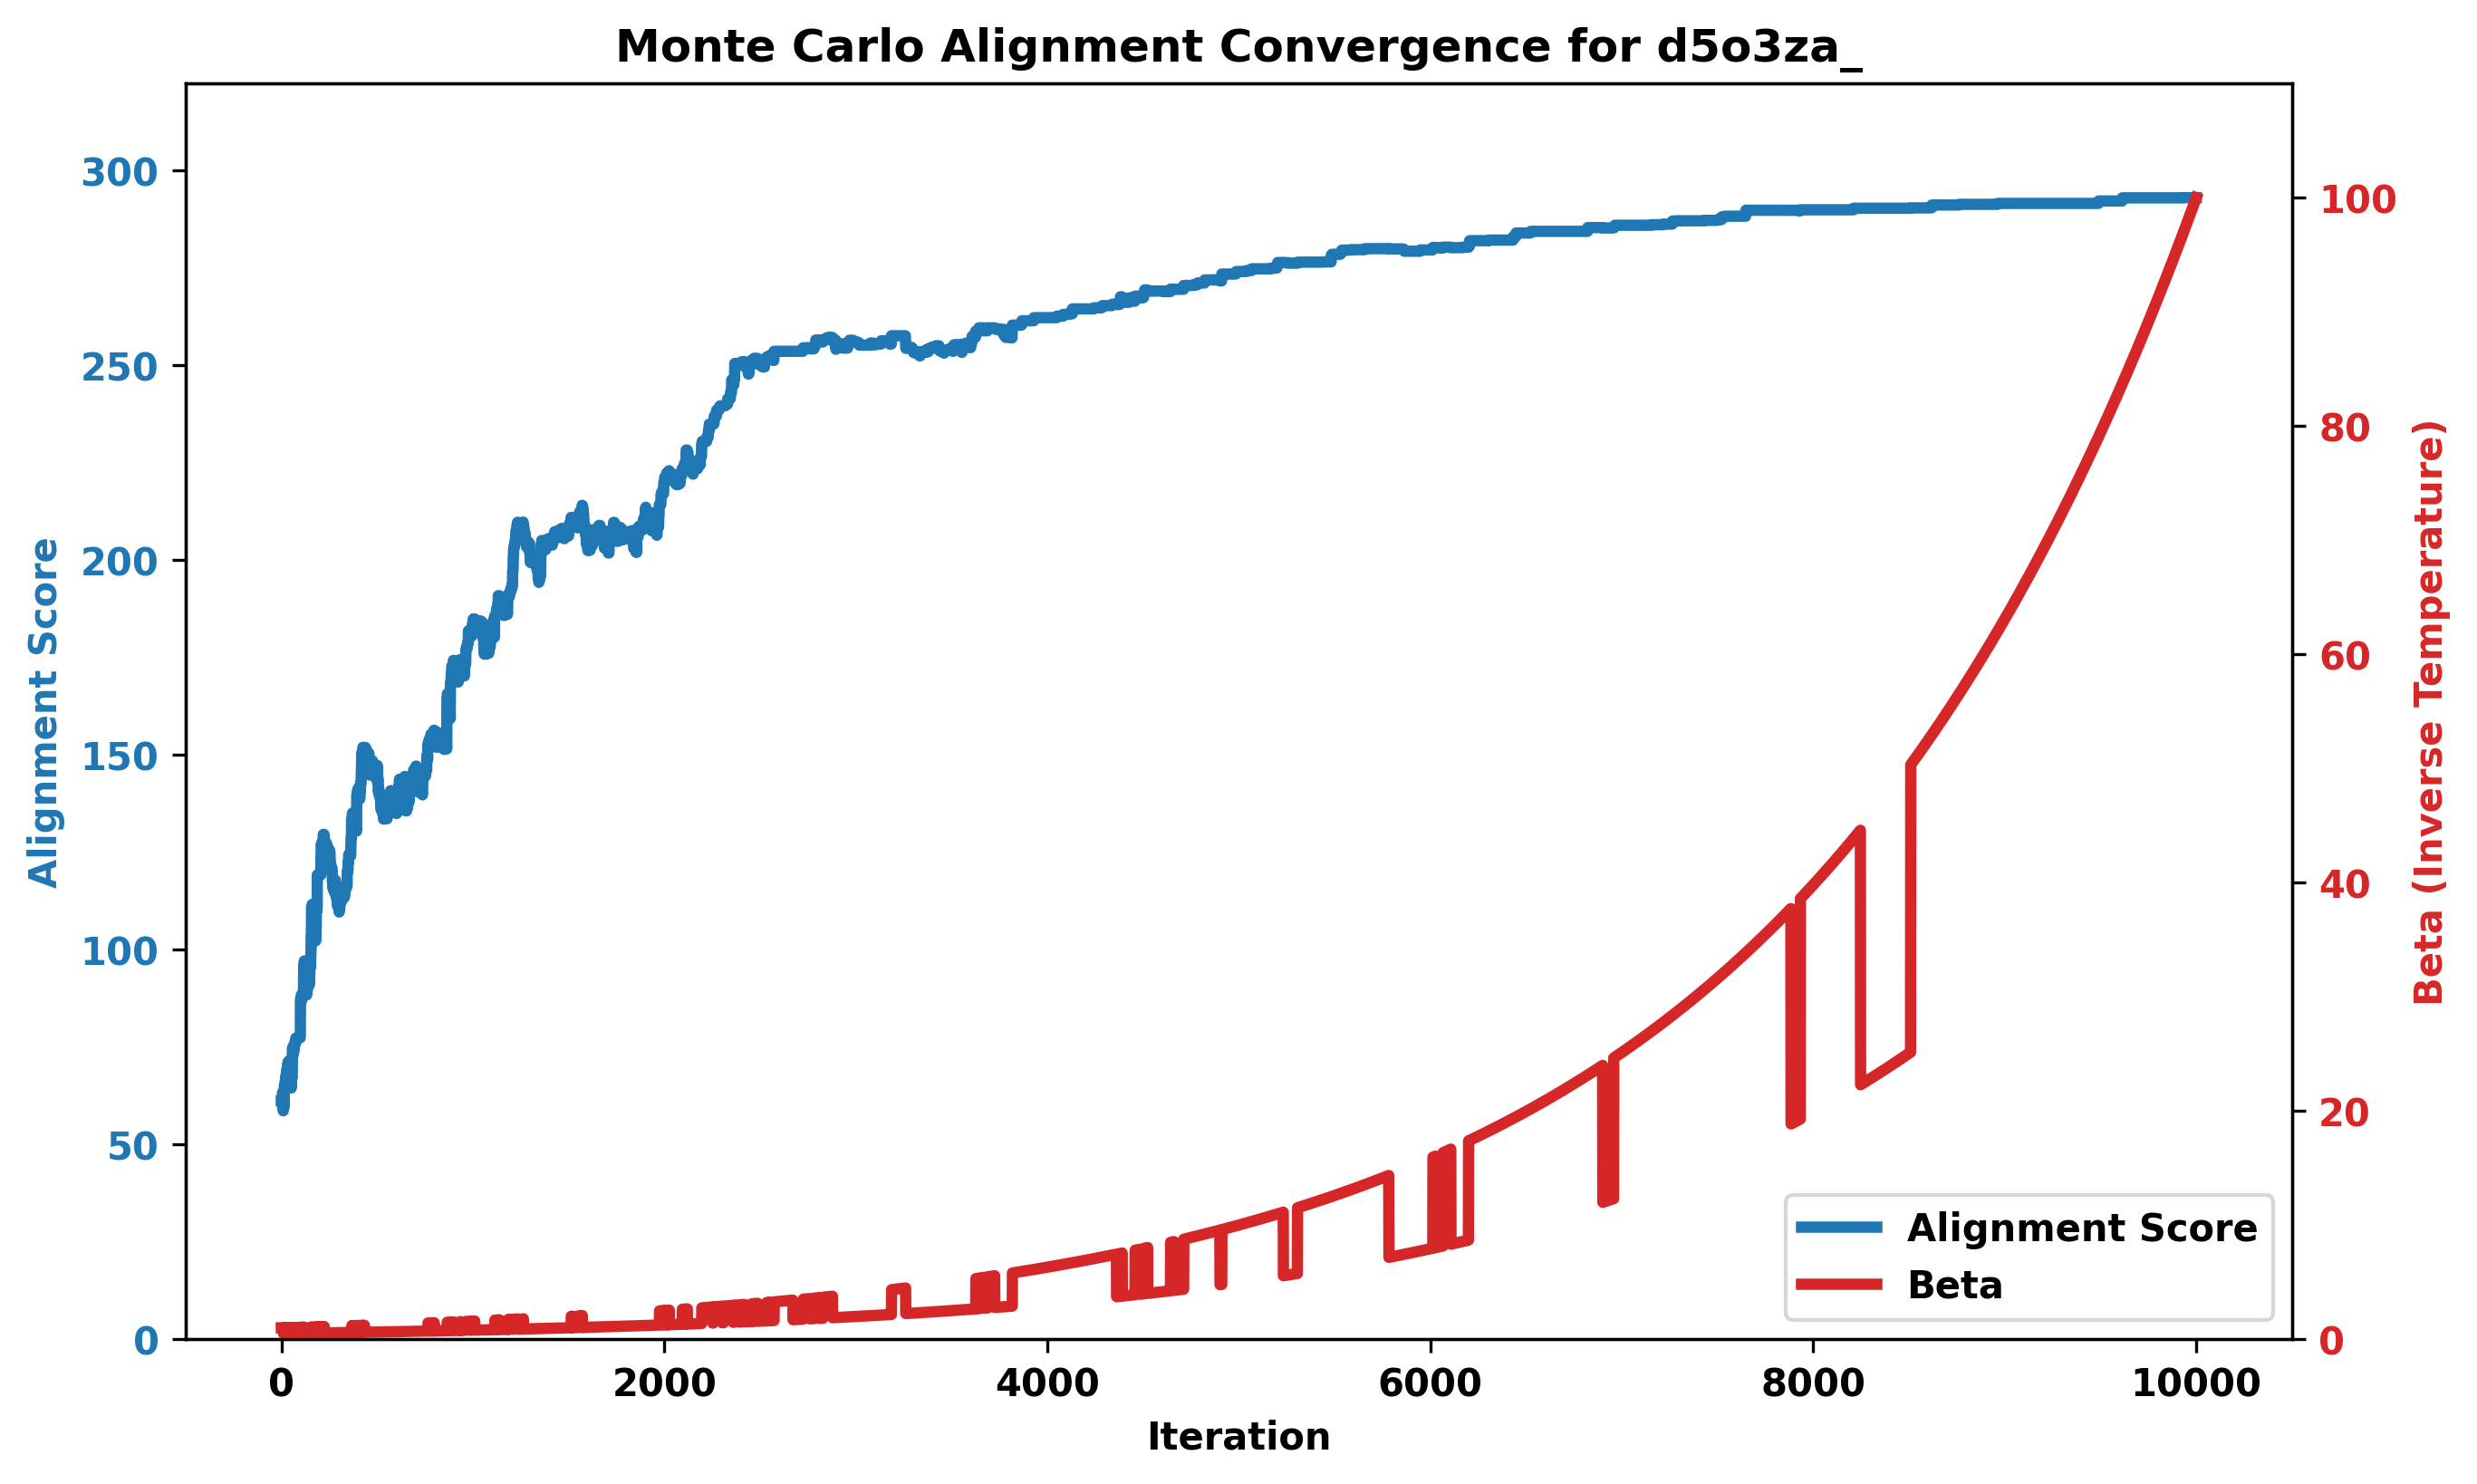 Monte Carlo Alignment Convergence for d5o3za_
300
250
200
150
100
50
0
Alignment Score
100
80
60
40
20
0
Beta (Inverse Temperature)
Alignment Score
Beta
0 2000 4000 6000 8000 10000
Iteration